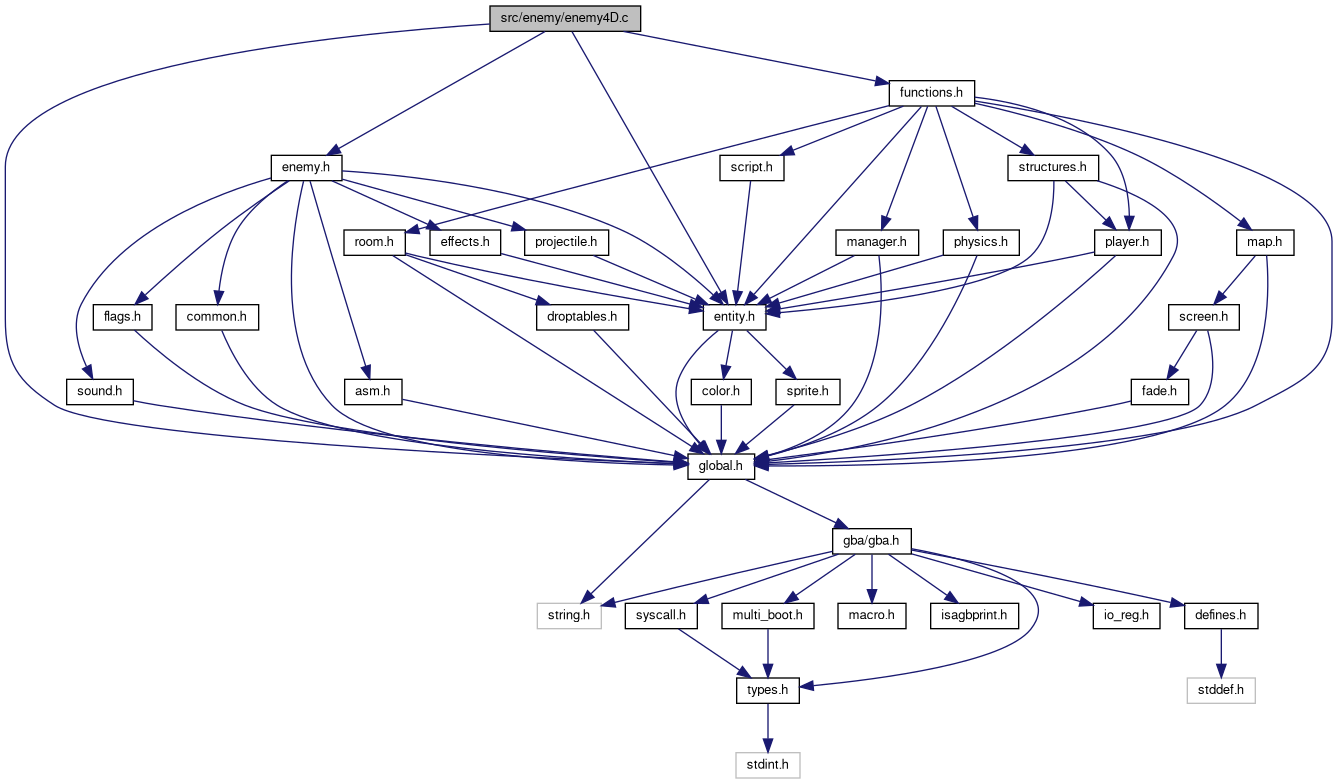 src/enemy/enemy4D.c
functions.h
enemy.h
script.h
structures.h
room.h
effects.h
projectile.h
manager.h
physics.h
player.h
map.h
flags.h
common.h
droptables.h
entity.h
screen.h
sound.h
asm.h
color.h
sprite.h
fade.h
global.h
gba/gba.h
string.h
syscall.h
multi_boot.h
macro.h
isagbprint.h
io_reg.h
defines.h
types.h
stddef.h
stdint.h